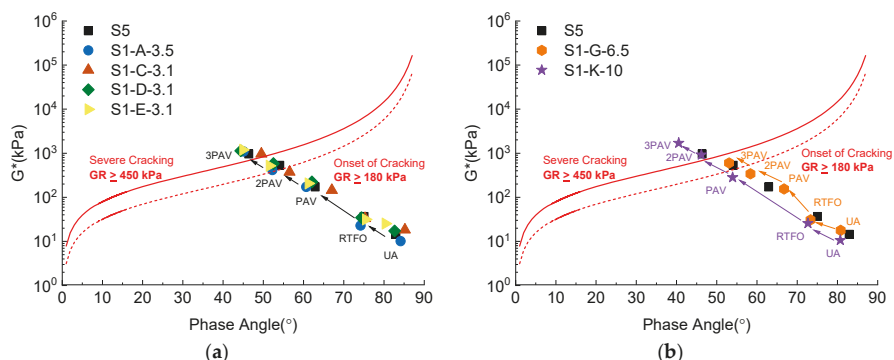 S5
S1-A-3.5
S1-C-3.1
S1-D-3.1
S1-E-3.1
G*(kPa)
10⁶
10⁵
10⁴
10³
10²
10¹
10⁰
Severe Cracking
GR ≥ 450 kPa
Onset of Cracking
GR ≥ 180 kPa
3PAV
2PAV
PAV
RTFO
UA
0 10 20 30 40 50 60 70 80 90
Phase Angle(°)
(a)
S5
S1-G-6.5
S1-K-10
G*(kPa)
10⁶
10⁵
10⁴
10³
10²
10¹
10⁰
Severe Cracking
GR ≥ 450 kPa
Onset of Cracking
GR ≥ 180 kPa
3PAV
2PAV
PAV
RTFO
UA
3PAV
2PAV
PAV
RTFO
UA
0 10 20 30 40 50 60 70 80 90
Phase Angle(°)
(b)